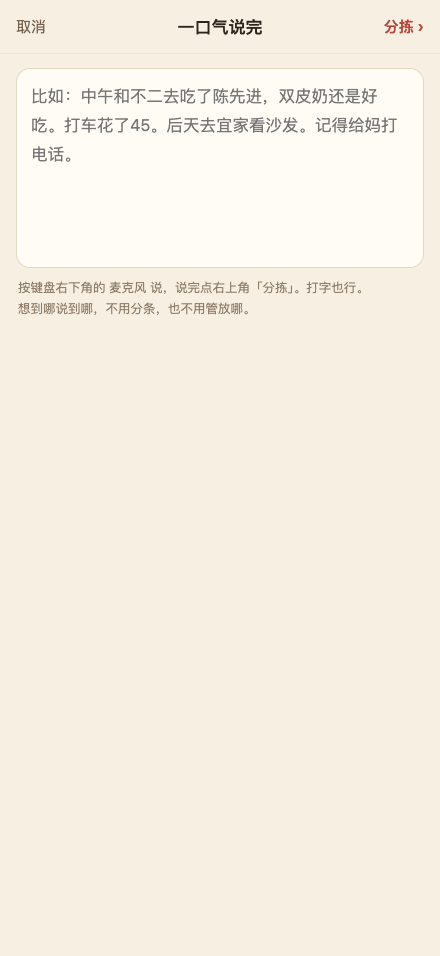 取消
一口气说完
分拣 ›
比如：中午和不二去吃了陈先进，双皮奶还是好
吃。打车花了45。后天去宜家看沙发。记得给妈打
电话。
按键盘右下角的 麦克风 说，说完点右上角「分拣」。打字也行。
想到哪说到哪，不用分条，也不用管放哪。